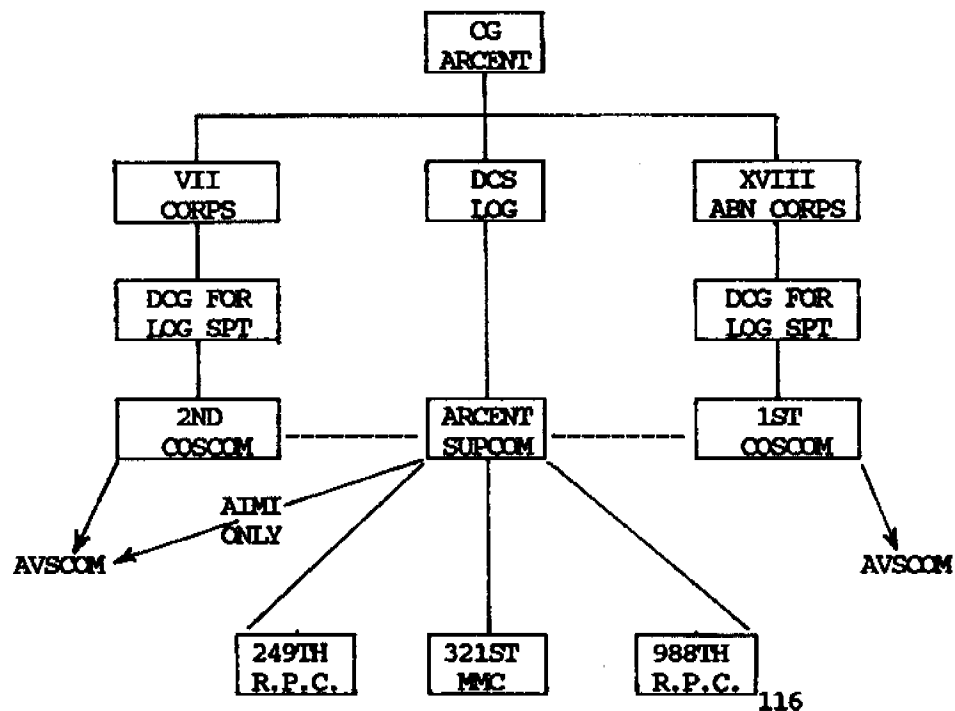 CG
ARCENT
VII
CORPS
DCS
LOG
XVIII
ABN CORPS
DCG FOR
LOG SPT
DCG FOR
LOG SPT
2ND
COSCOM
ARCENT
SUPCOM
1ST
COSCOM
AIMI
ONLY
AVSCOM
AVSCOM
249TH
R.P.C.
321ST
MMC
988TH
R.P.C.
116